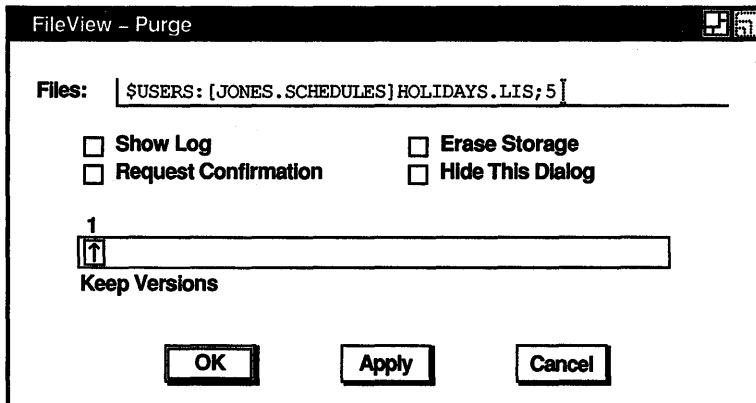 FileView – Purge
Files: $USERS:[JONES.SCHEDULES]HOLIDAYS.LIS;5
Show Log Erase Storage
Request Confirmation Hide This Dialog
1
Keep Versions
OK Apply Cancel